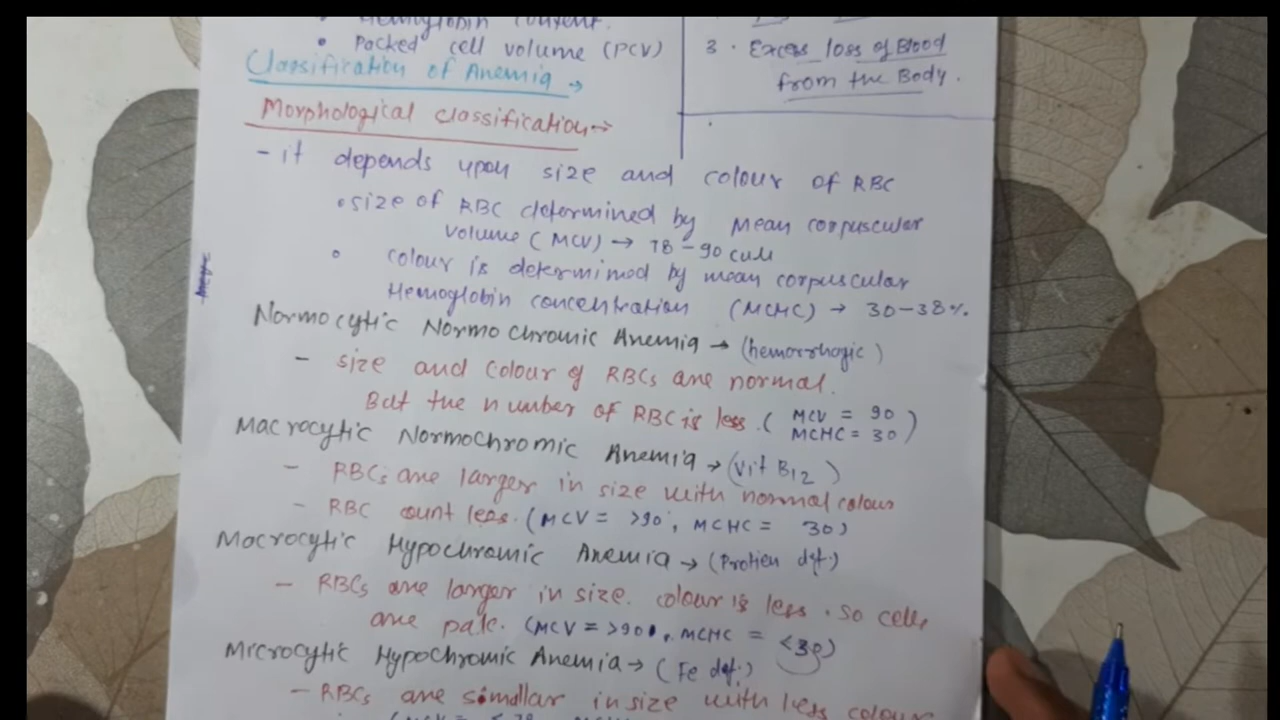 Hemoglobin content.
• Packed cell volume (PCV)
3. Excess loss of Blood
from the Body.
Classification of Anemia →
Morphological classification →
- it depends upon size and colour of RBC
• size of RBC determined by Mean corpuscular
volume (MCV) → 78-90 cuu
• colour is determimed by mean corpuscular
Hemoglobin concentration (MCHC) → 30-38%.
Normocytic Normochromic Anemia → (hemorrhagic)
- size and colour of RBCs are normal.
But the number of RBC is less. (MCV = 90
MCHC = 30)
Macrocytic Normochromic Anemia → (Vit B12)
- RBCs are larger in size with normal colour
- RBC count less. (MCV = >90, MCHC = 30)
Macrocytic Hypochromic Anemia → (Protien def.)
- RBCs are larger in size. colour is less. so cells
are pale. (MCV = >90, MCHC = <30)
Microcytic Hypochromic Anemia → (Fe def.)
- RBCs are simillar in size with less colour